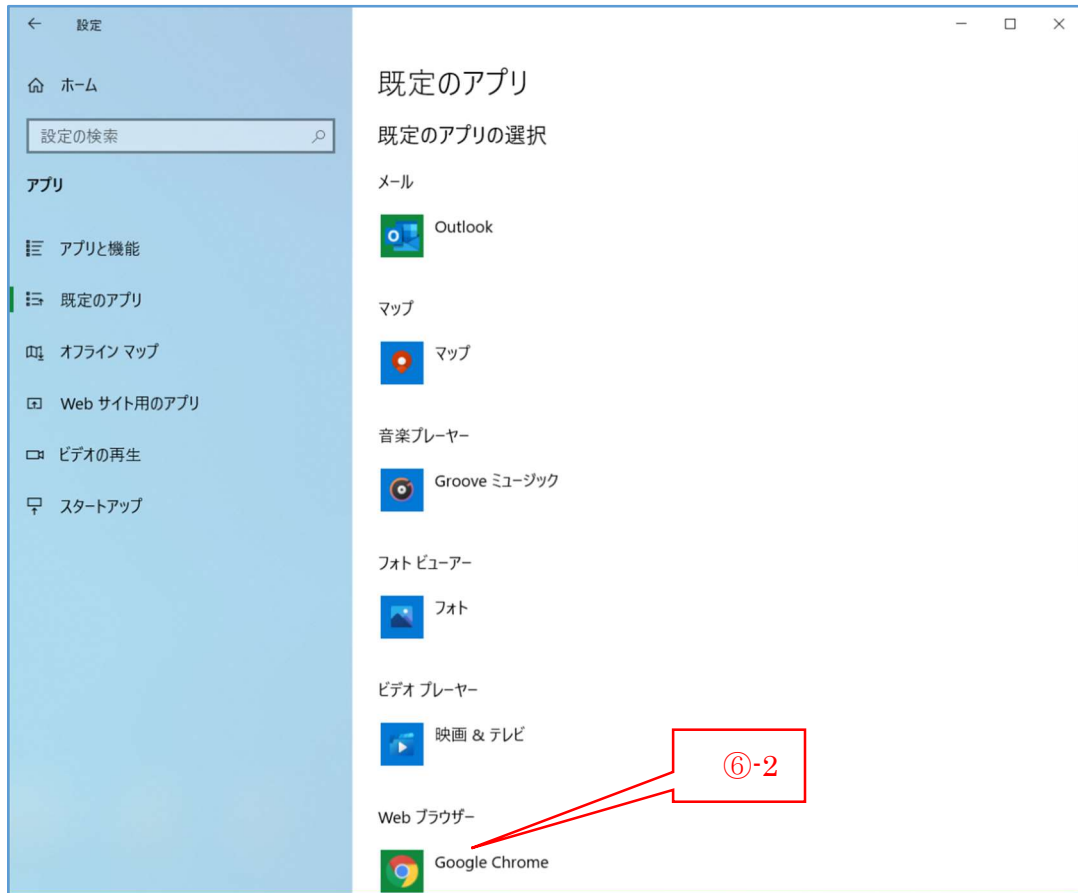 設定
ホーム
設定の検索
アプリ
アプリと機能
既定のアプリ
オフライン マップ
Web サイト用のアプリ
ビデオの再生
スタートアップ
既定のアプリ
既定のアプリの選択
メール
Outlook
マップ
マップ
音楽プレーヤー
Groove ミュージック
フォト ビューアー
フォト
ビデオ プレーヤー
映画 & テレビ
⑥-2
Web ブラウザー
Google Chrome